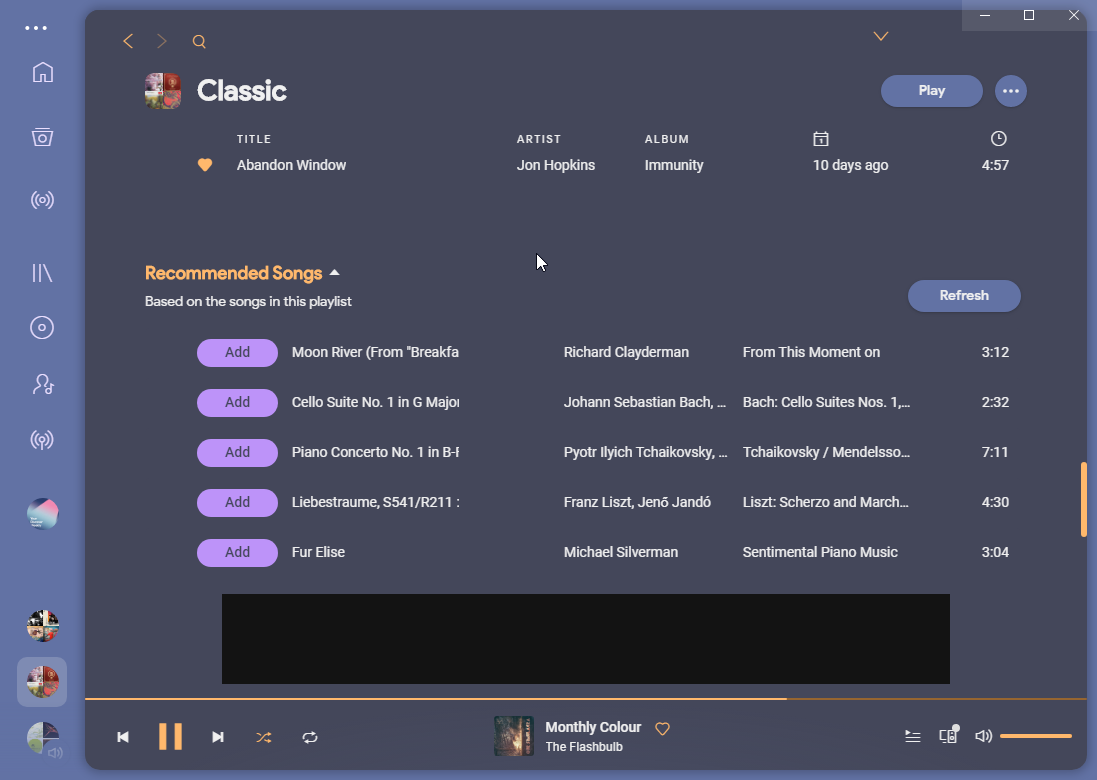 Classic
Play
TITLE ARTIST ALBUM
Abandon Window Jon Hopkins Immunity 10 days ago 4:57
Recommended Songs
Based on the songs in this playlist
Refresh
Add Moon River (From "Breakfa Richard Clayderman From This Moment on 3:12
Add Cello Suite No. 1 in G Major Johann Sebastian Bach, ... Bach: Cello Suites Nos. 1,... 2:32
Add Piano Concerto No. 1 in B-F Pyotr Ilyich Tchaikovsky, ... Tchaikovsky / Mendelsso... 7:11
Add Liebestraume, S541/R211 : Franz Liszt, Jenő Jandó Liszt: Scherzo and March... 4:30
Add Fur Elise Michael Silverman Sentimental Piano Music 3:04
Monthly Colour
The Flashbulb